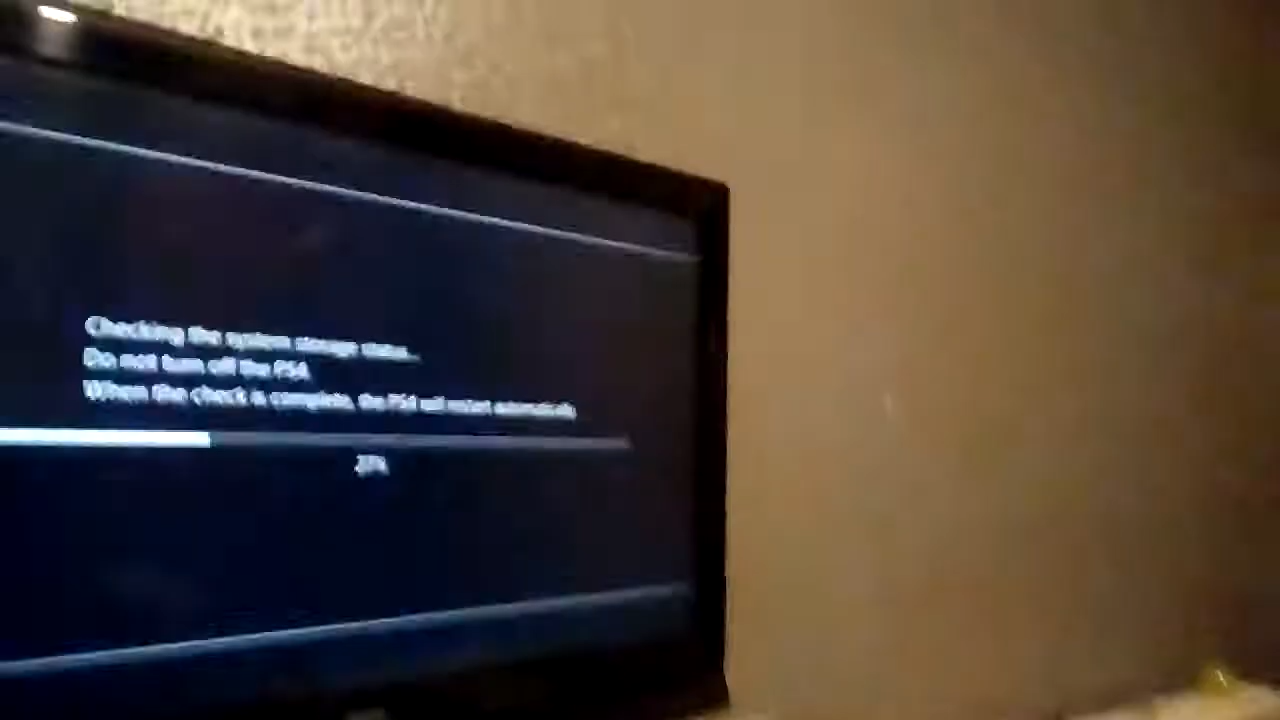 Checking the system storage status...
Do not turn off the PS4.
When the check is complete, the PS4 will restart automatically.